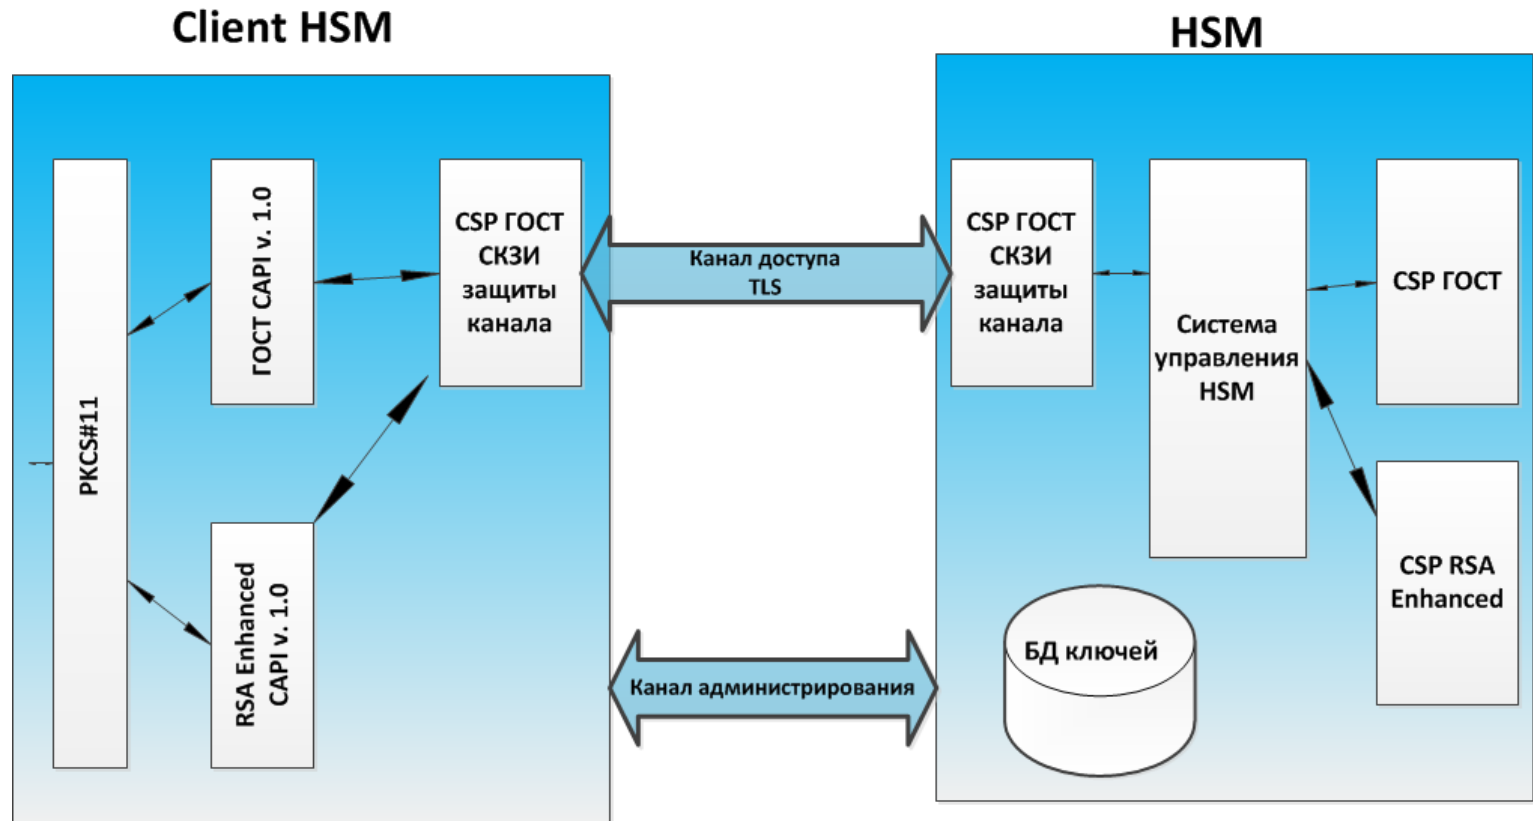 Client HSM
HSM
PKCS#11
ГОСТ CAPI v. 1.0
RSA Enhanced
CAPI v. 1.0
CSP ГОСТ
СКЗИ
защиты
канала
Канал доступа
TLS
Канал администрирования
CSP ГОСТ
СКЗИ
защиты
канала
Система
управления
HSM
CSP ГОСТ
CSP RSA
Enhanced
БД ключей